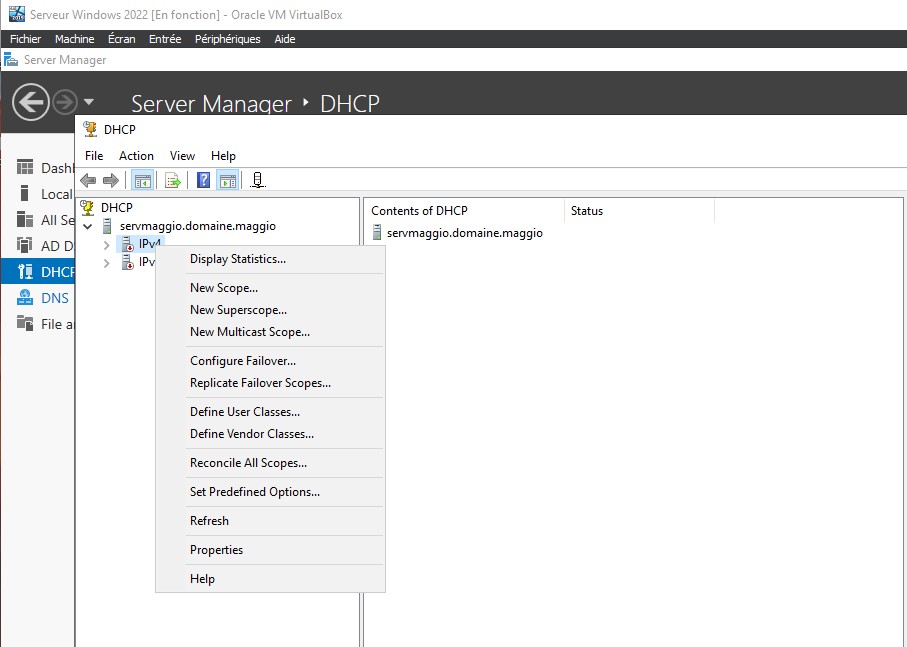 Serveur Windows 2022 [En fonction] - Oracle VM VirtualBox
Fichier Machine Écran Entrée Périphériques Aide
Server Manager
Server Manager DHCP
DHCP
File Action View Help
Dashb
Local
All Se
AD D
DHCP
DNS
File a
DHCP
servmaggio.domaine.maggio
IPv4
IPv
Contents of DHCP Status
servmaggio.domaine.maggio
Display Statistics...
New Scope...
New Superscope...
New Multicast Scope...
Configure Failover...
Replicate Failover Scopes...
Define User Classes...
Define Vendor Classes...
Reconcile All Scopes...
Set Predefined Options...
Refresh
Properties
Help